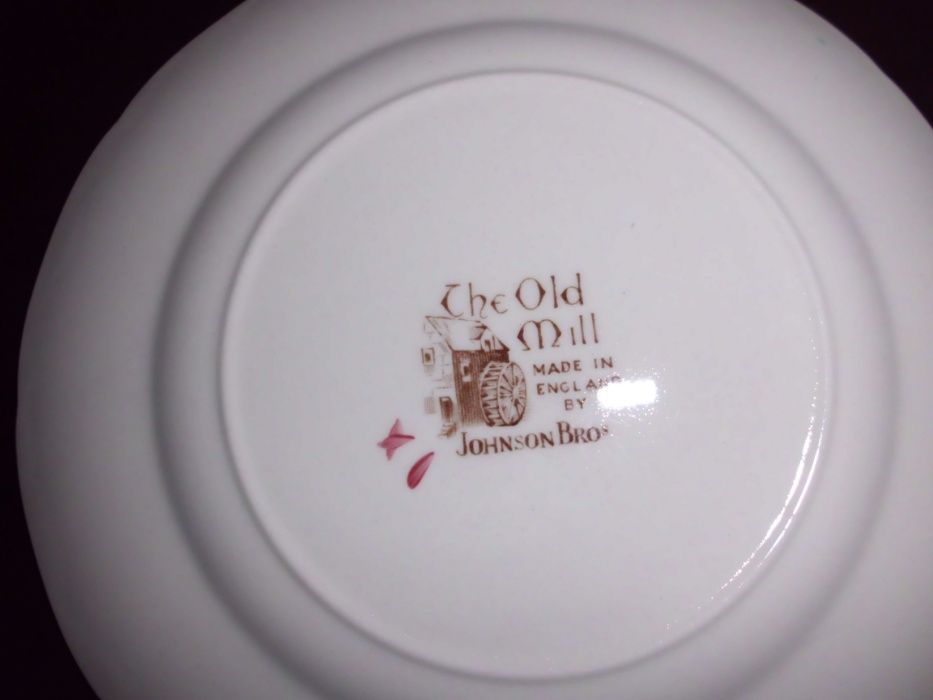 The Old
Mill
MADE IN
ENGLAND
BY
JOHNSON BROS